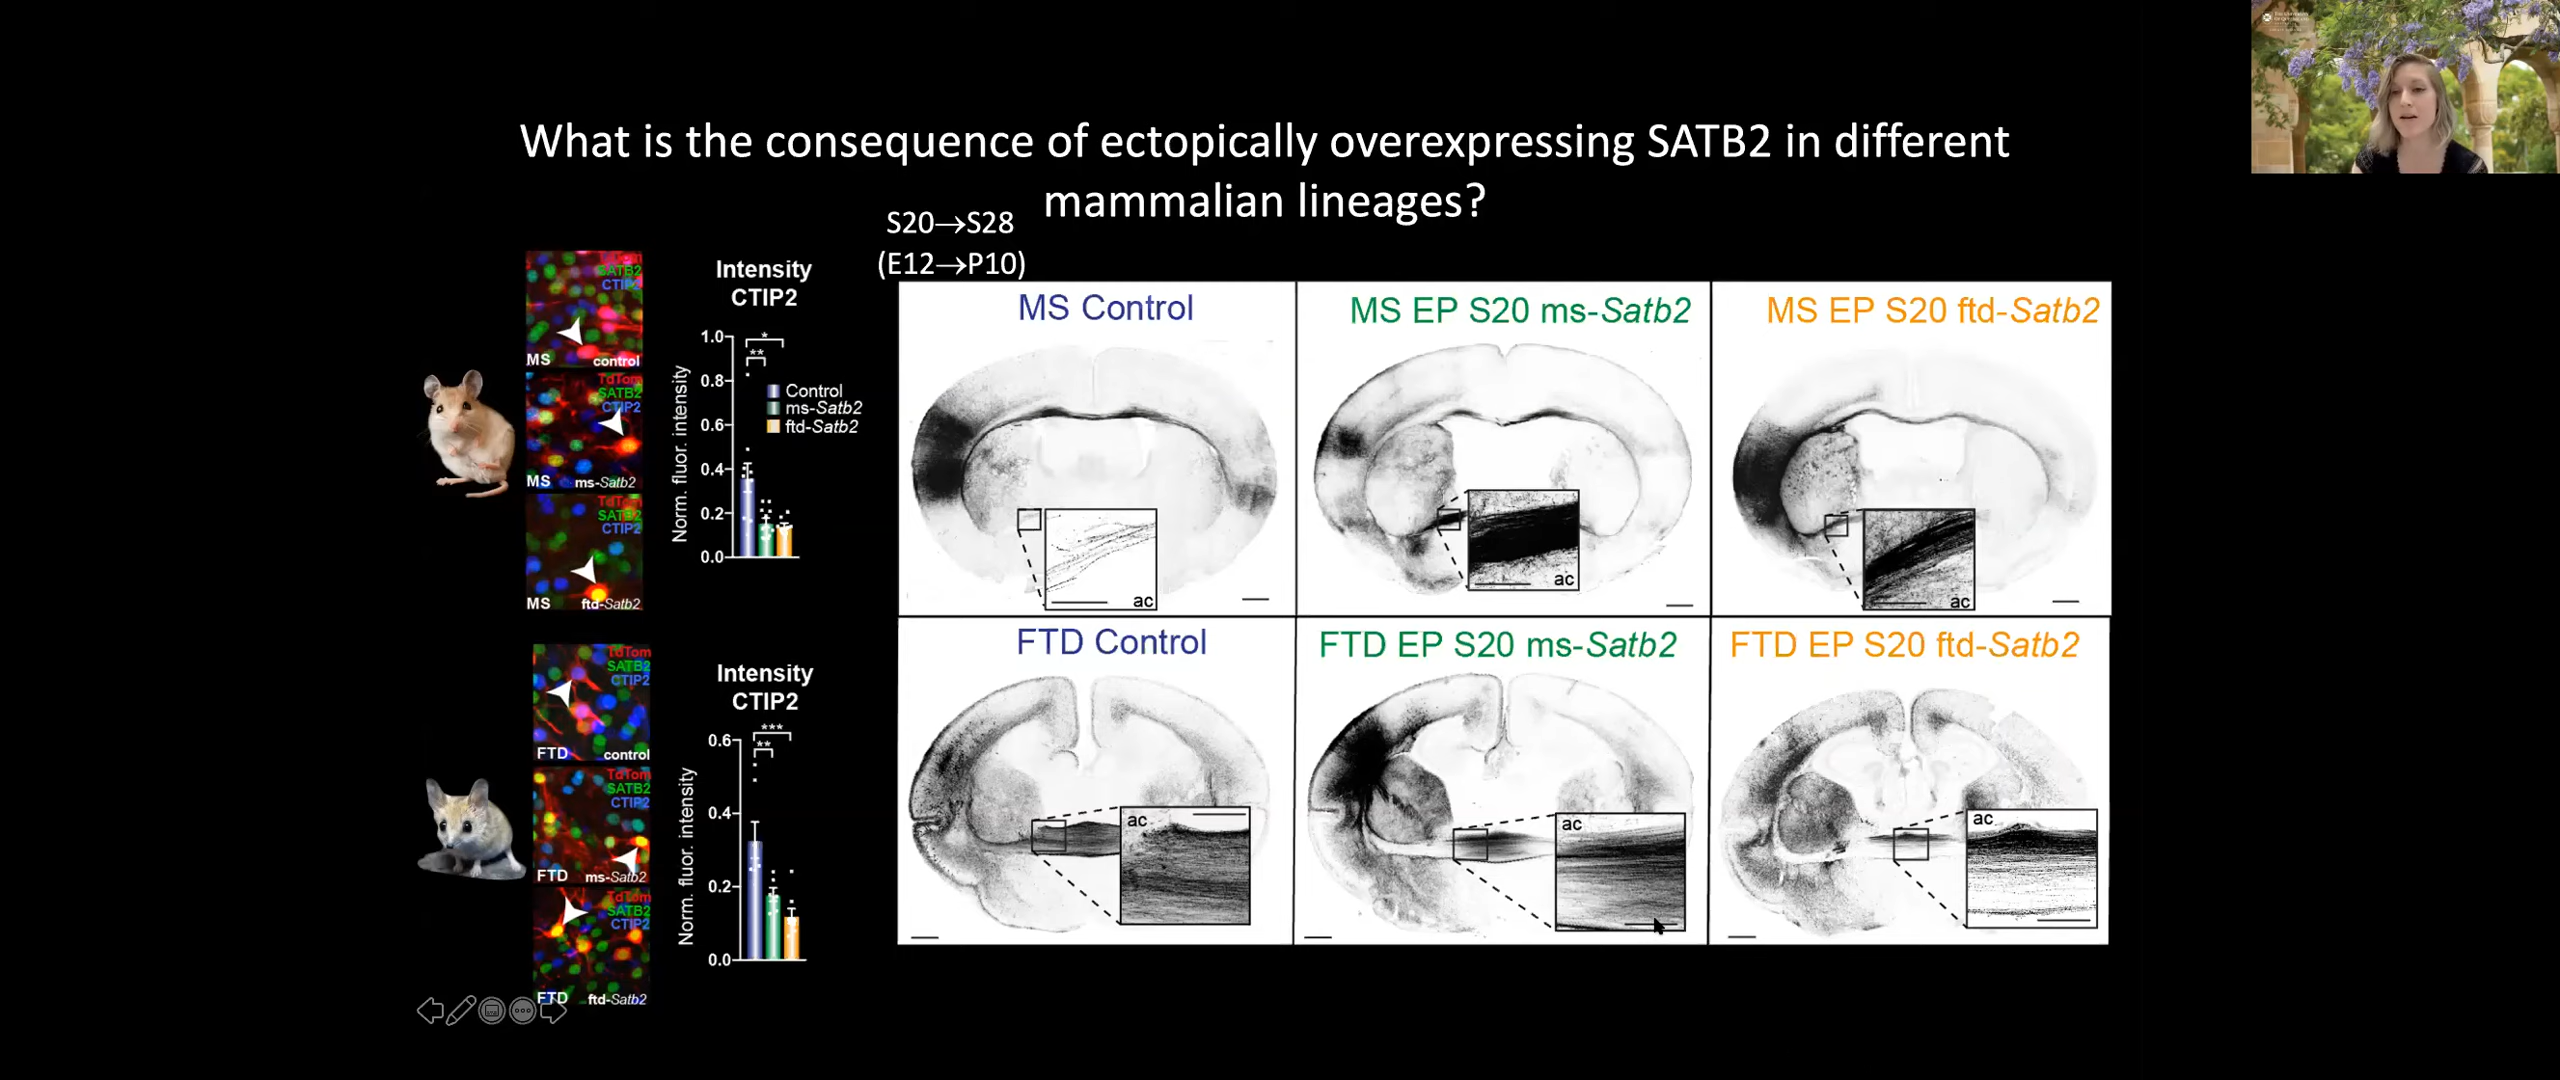 What is the consequence of ectopically overexpressing SATB2 in different
mammalian lineages?
S20→S28
(E12→P10)
TdTom
SATB2
CTIP2
MS control
TdTom
SATB2
CTIP2
MS ms-Satb2
TdTom
SATB2
CTIP2
MS ftd-Satb2
Intensity
CTIP2
Norm. fluor. intensity
1.0
0.8
0.6
0.4
0.2
0.0
*
**
Control
ms-Satb2
ftd-Satb2
MS Control
ac
MS EP S20 ms-Satb2
ac
MS EP S20 ftd-Satb2
ac
TdTom
SATB2
CTIP2
FTD control
TdTom
SATB2
CTIP2
FTD ms-Satb2
TdTom
SATB2
CTIP2
FTD ftd-Satb2
Intensity
CTIP2
Norm. fluor. intensity
0.6
0.4
0.2
0.0
***
**
FTD Control
ac
FTD EP S20 ms-Satb2
ac
FTD EP S20 ftd-Satb2
ac